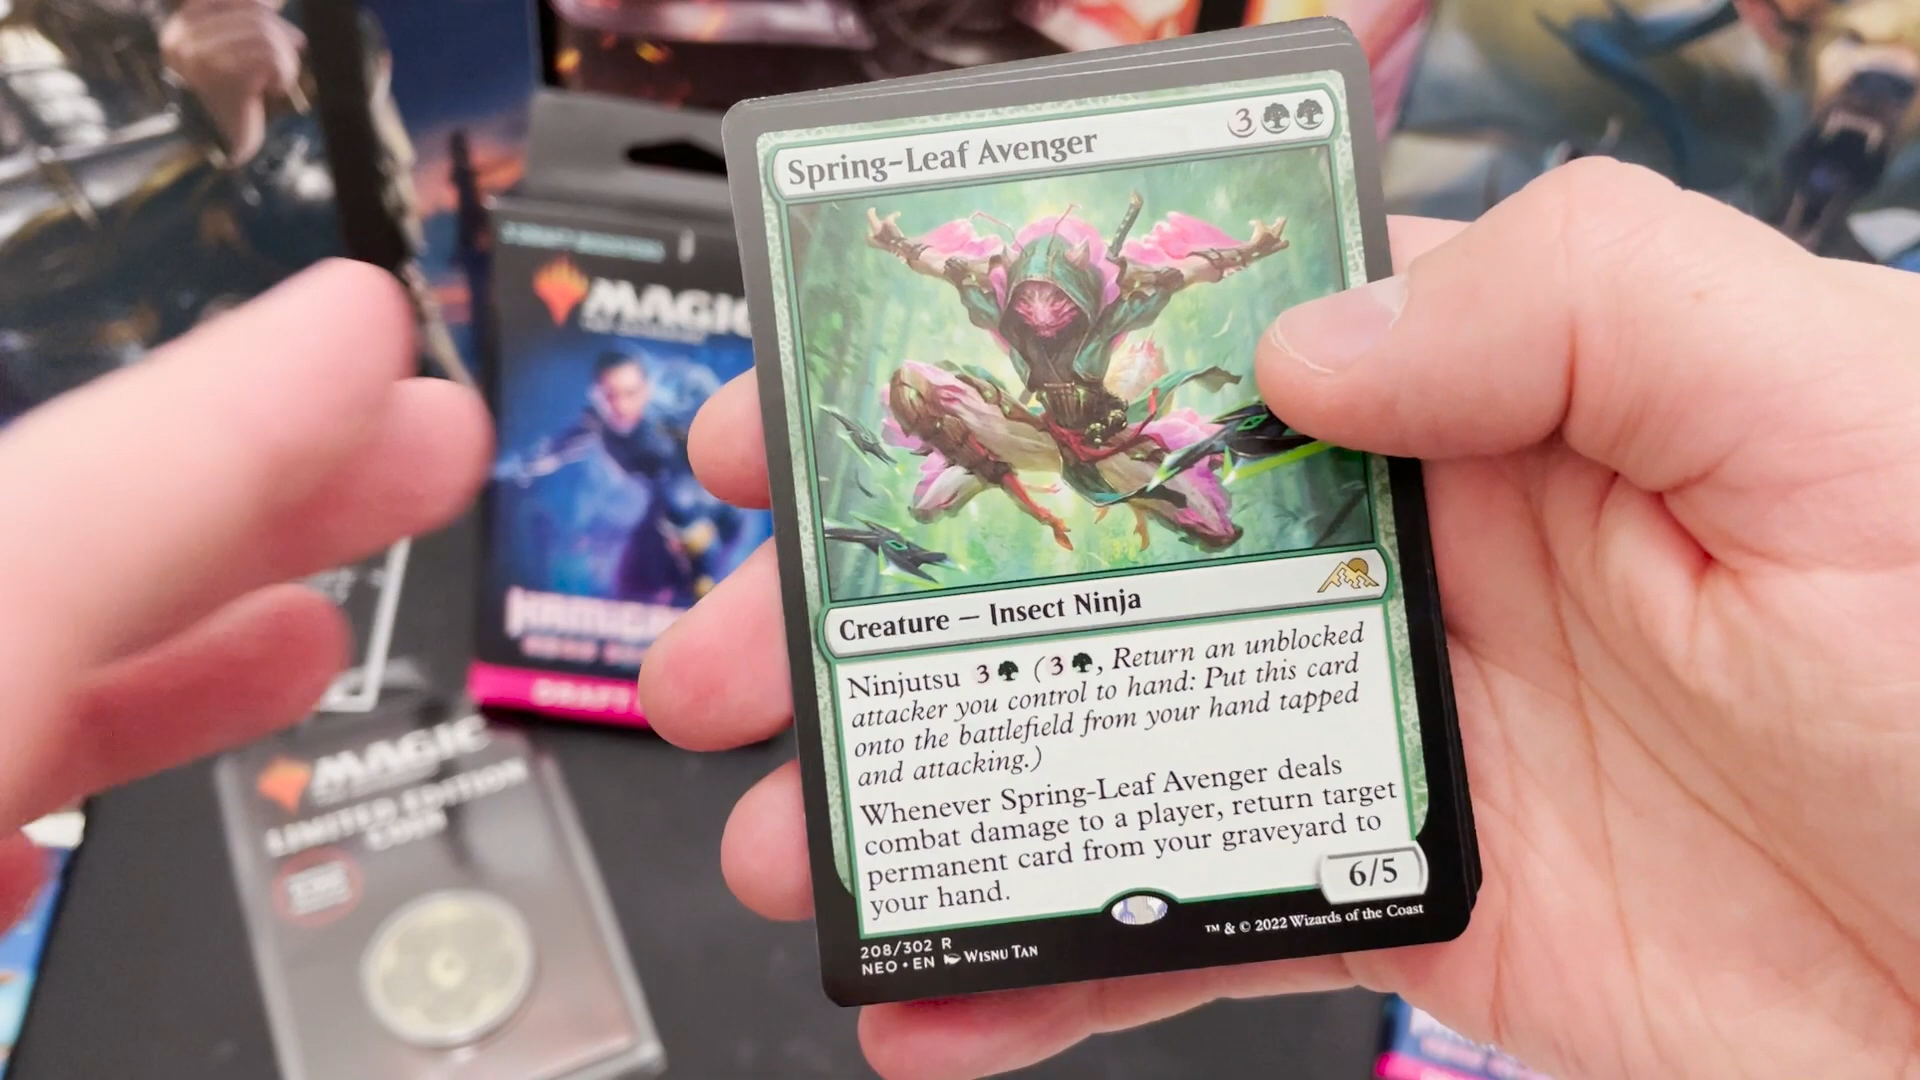 Spring-Leaf Avenger
3
Creature — Insect Ninja
Ninjutsu 3 (3, Return an unblocked
attacker you control to hand: Put this card
onto the battlefield from your hand tapped
and attacking.)
Whenever Spring-Leaf Avenger deals
combat damage to a player, return target
permanent card from your graveyard to
your hand.
6/5
208/302 R
NEO • EN Wisnu Tan
™ & © 2022 Wizards of the Coast
MAGIC
DRAFT
MAGIC
LIMITED EDITION
COIN